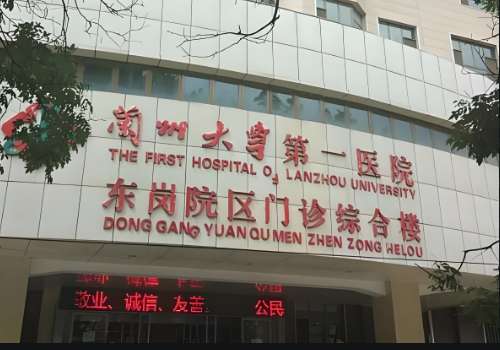 兰州大学第一医院
THE FIRST HOSPITAL OF LANZHOU UNIVERSITY
东岗院区门诊综合楼
DONG GANG YUAN QU MEN ZHEN ZONG HE LOU
敬业、诚信、友善 公民